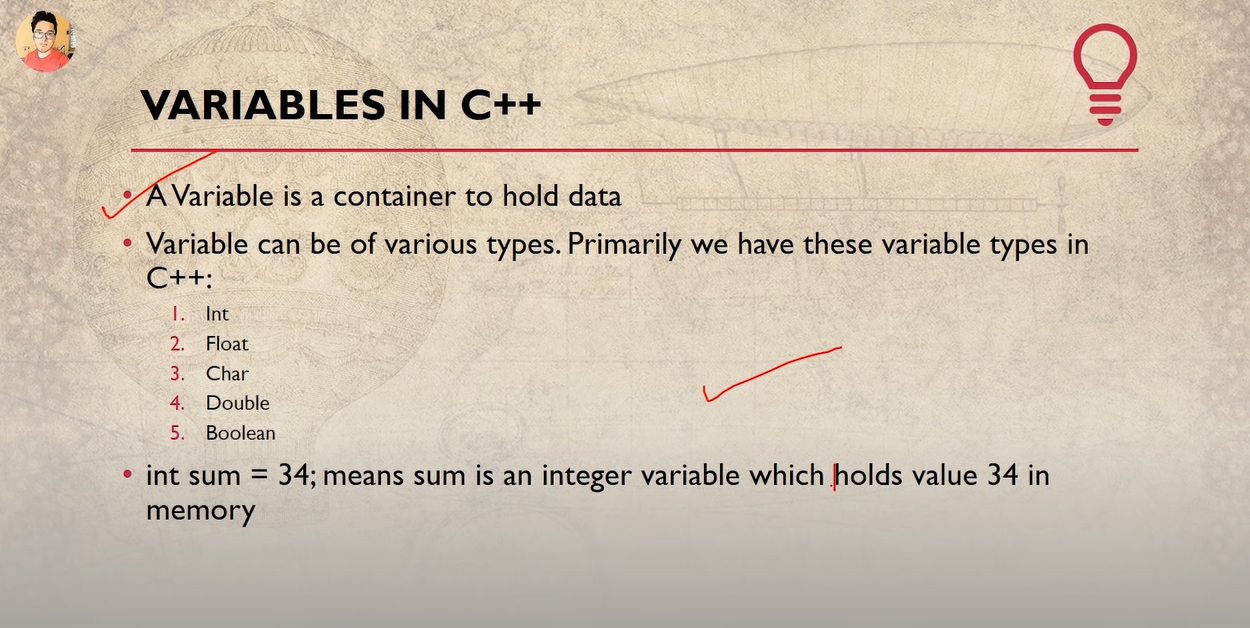 VARIABLES IN C++
• A Variable is a container to hold data
• Variable can be of various types. Primarily we have these variable types in
C++:
1. Int
2. Float
3. Char
4. Double
5. Boolean
• int sum = 34; means sum is an integer variable which holds value 34 in
memory